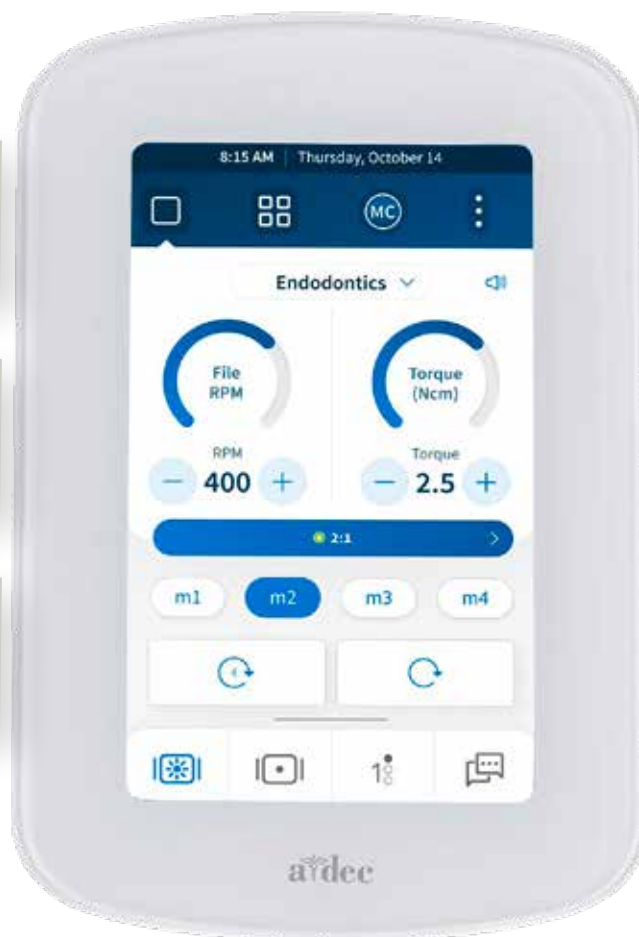 8:15 AM | Thursday, October 14
MC
Endodontics
File
RPM
Torque
(Ncm)
RPM
400
Torque
2.5
2:1
m1 m2 m3 m4
1
a-dec